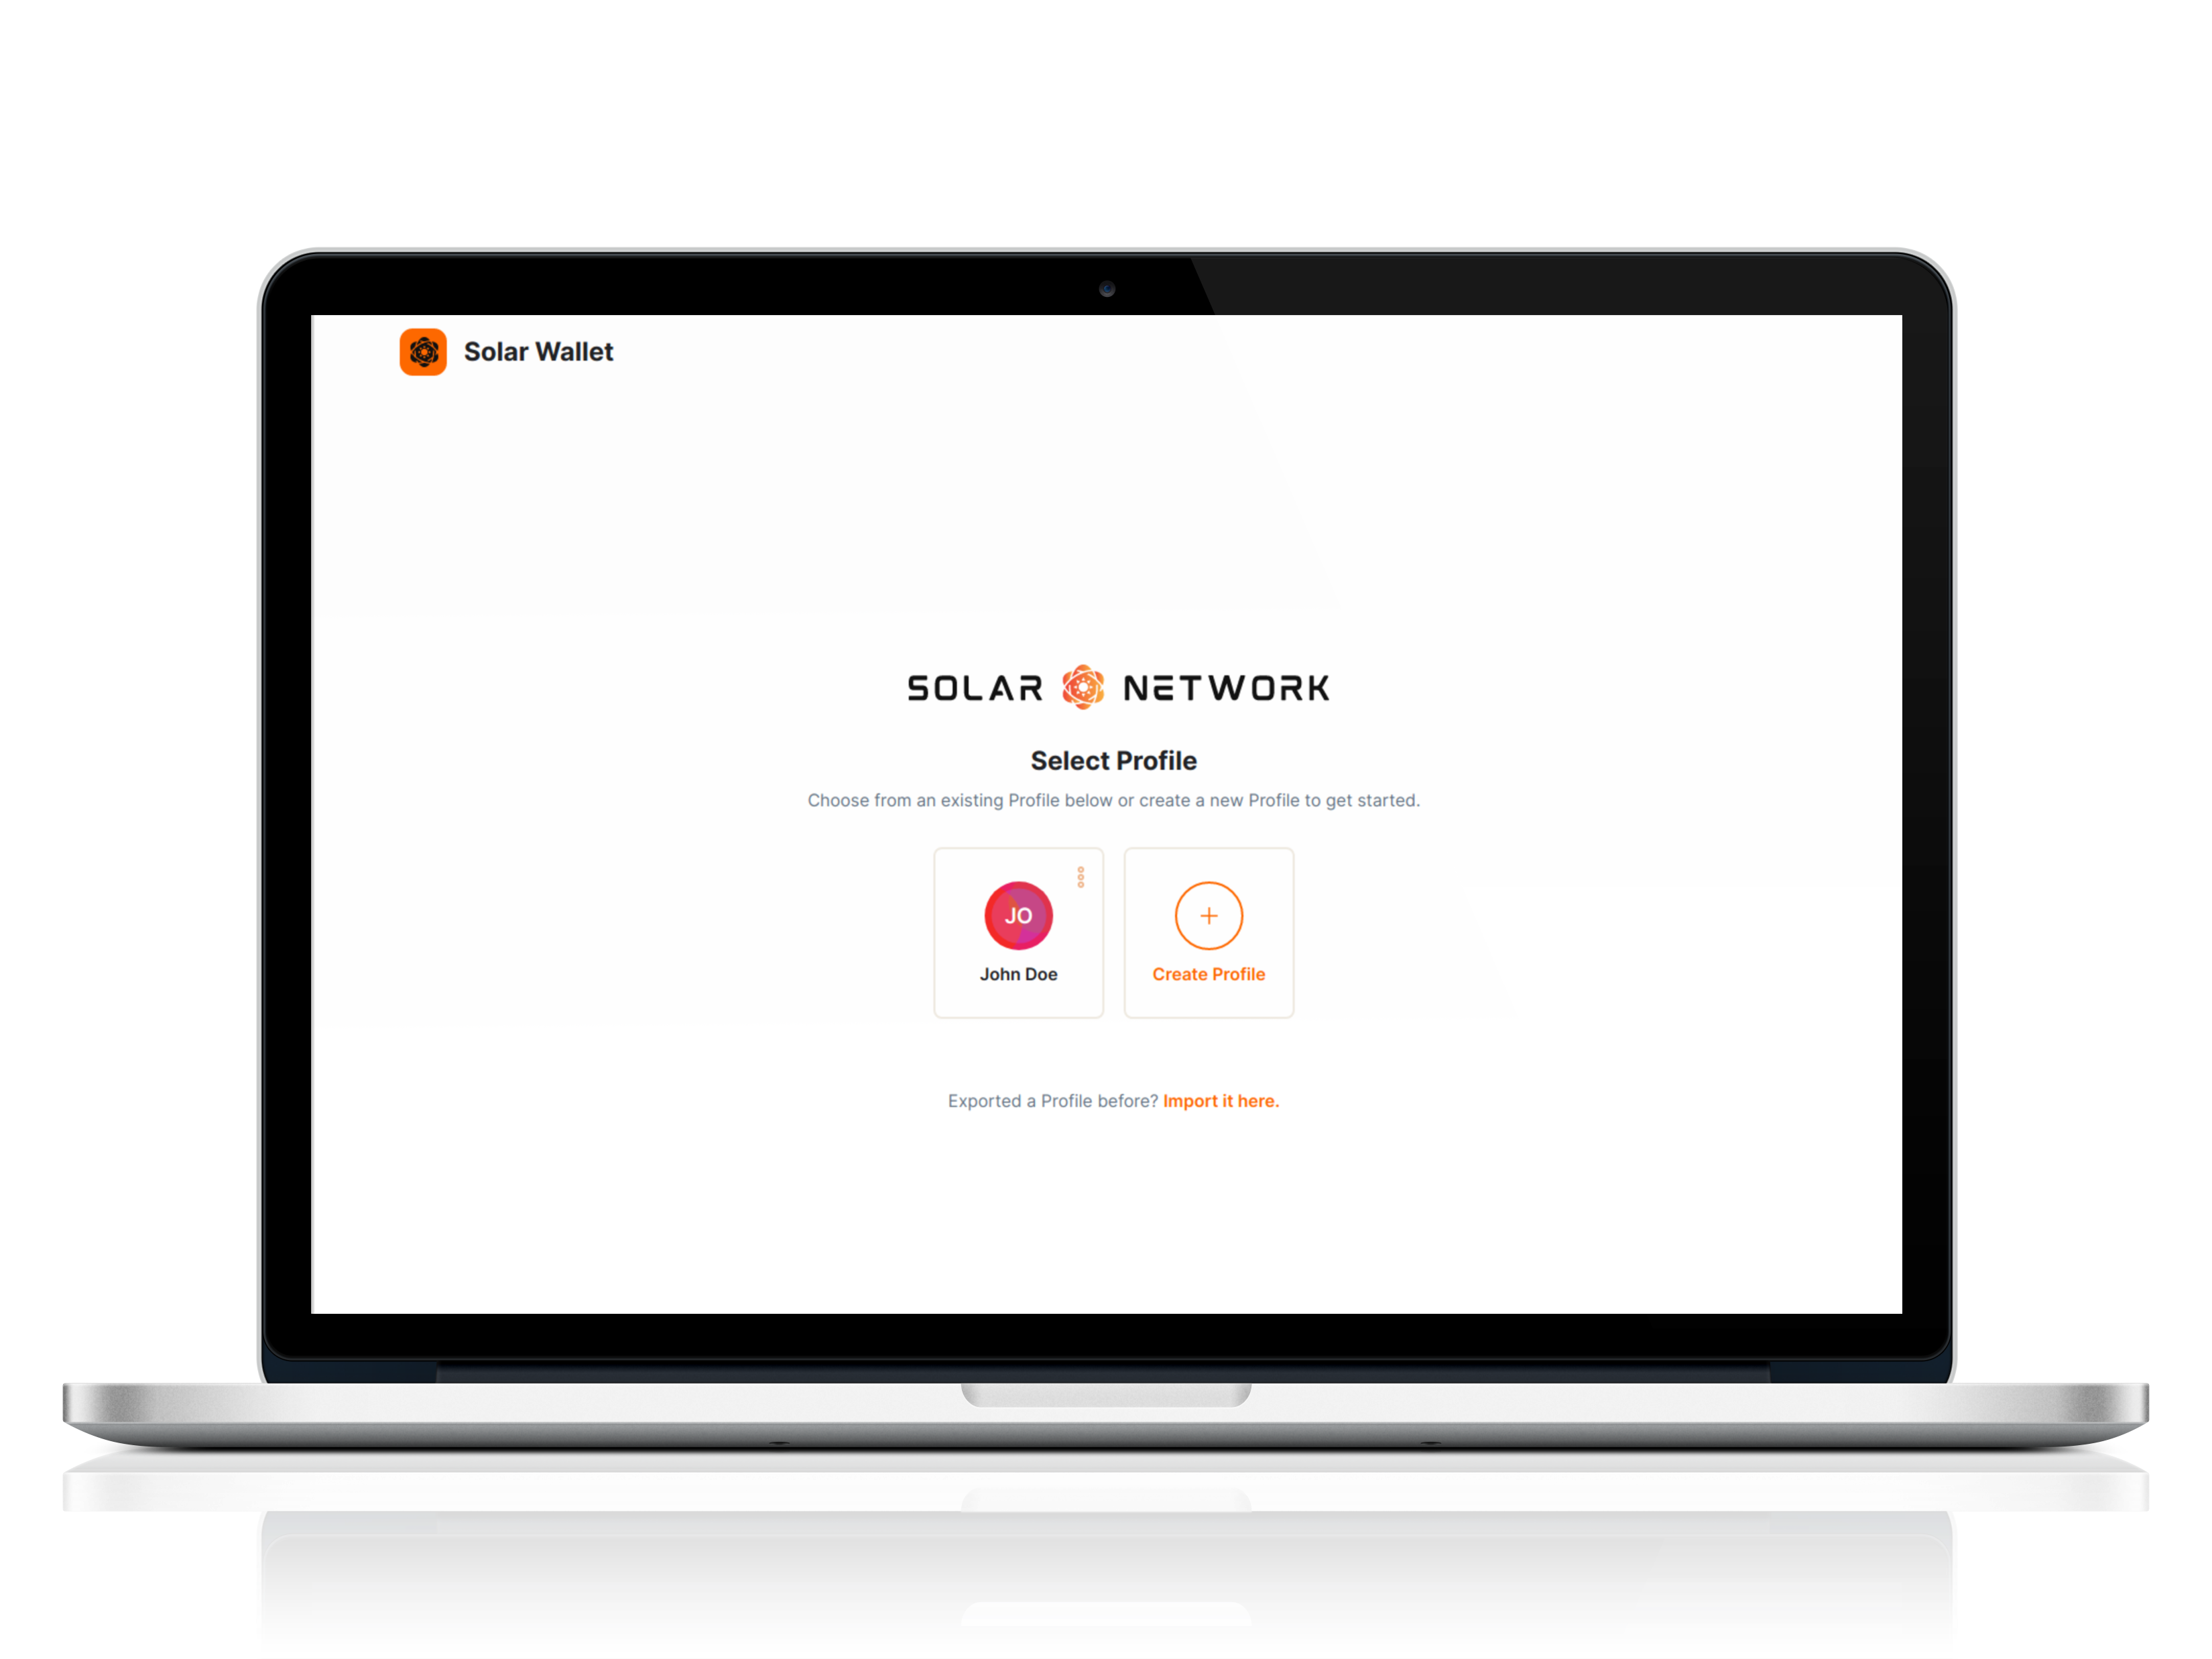 Solar Wallet
SOLAR NETWORK
Select Profile
Choose from an existing Profile below or create a new Profile to get started.
JO
John Doe
Create Profile
Exported a Profile before? Import it here.